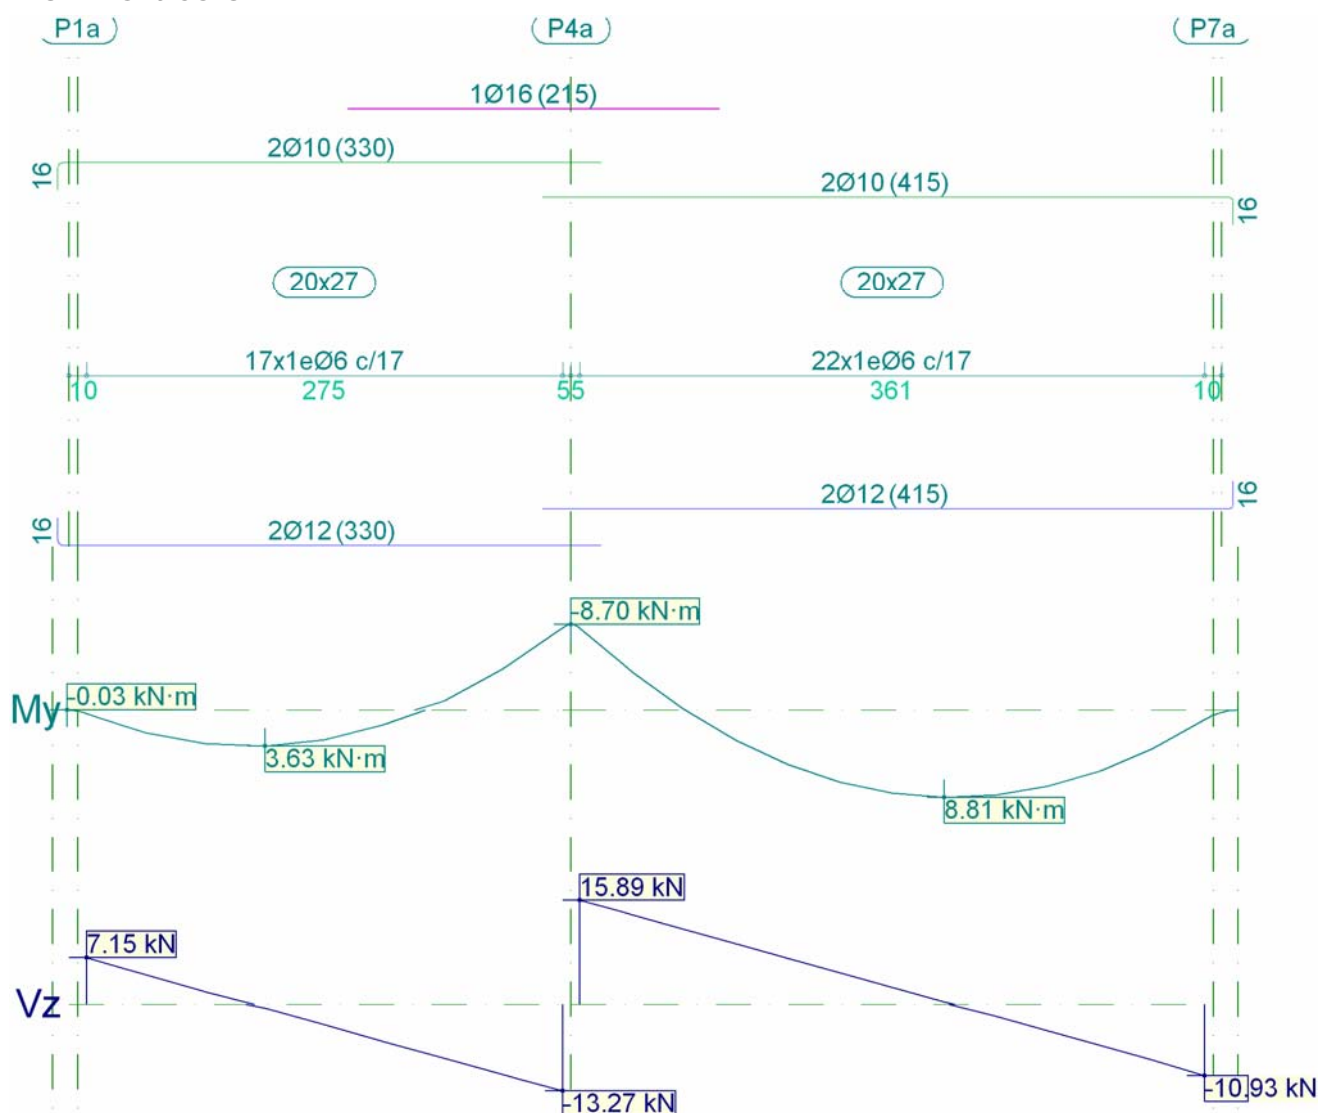 P1a P4a P7a
1Ø16 (215)
2Ø10 (330)
16
2Ø10 (415)
16
20x27 20x27
17x1eØ6 c/17 22x1eØ6 c/17
10 275 55 361 10
2Ø12 (415)
16
2Ø12 (330)
16
-8.70 kN·m
My
-0.03 kN·m
3.63 kN·m
8.81 kN·m
15.89 kN
7.15 kN
Vz
-13.27 kN
-10.93 kN